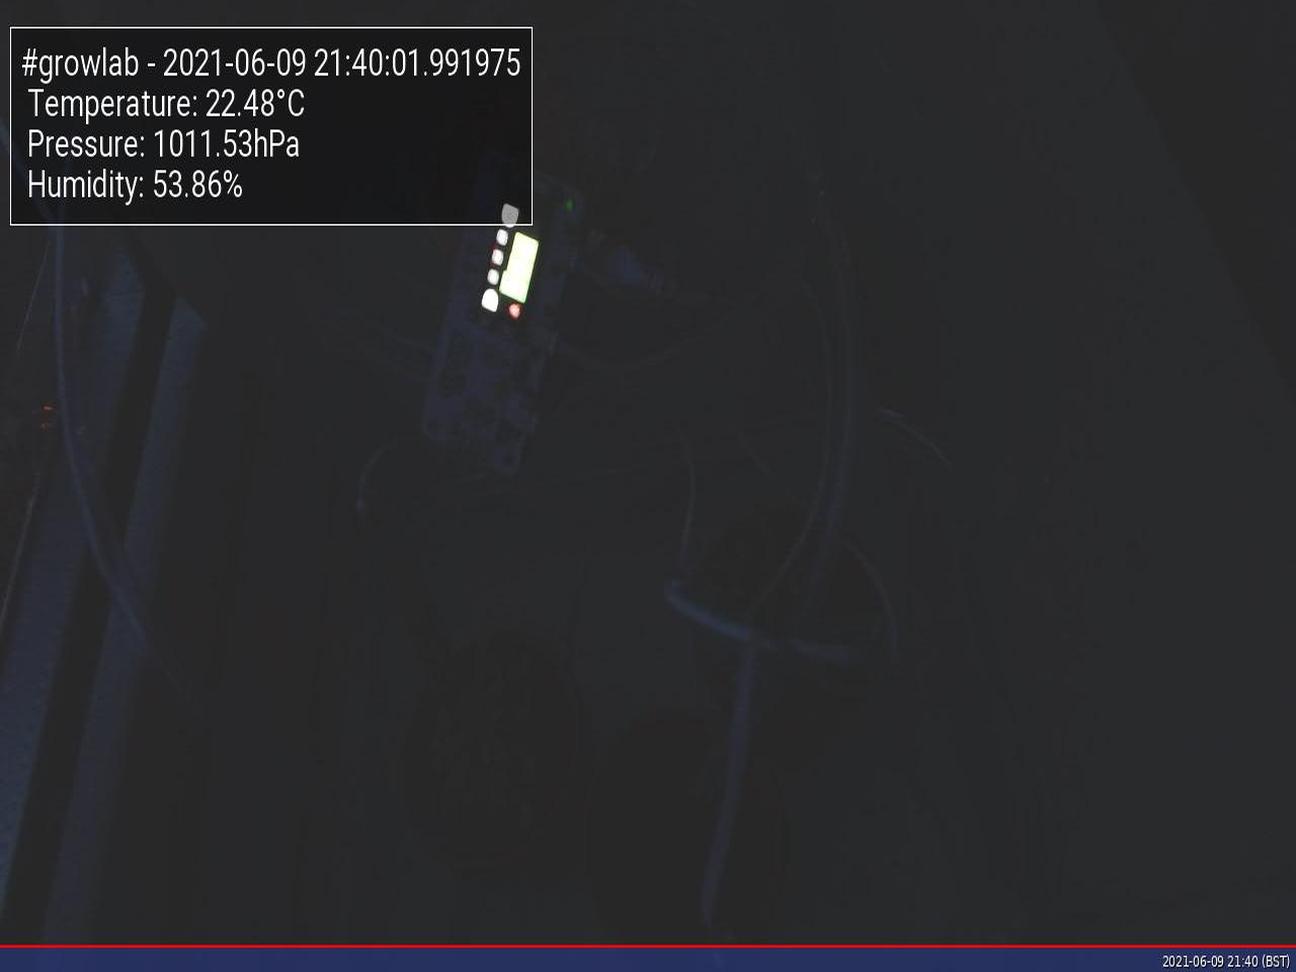 #growlab - 2021-06-09 21:40:01.991975
Temperature: 22.48°C
Pressure: 1011.53hPa
Humidity: 53.86%
2021-06-09 21:40 (BST)